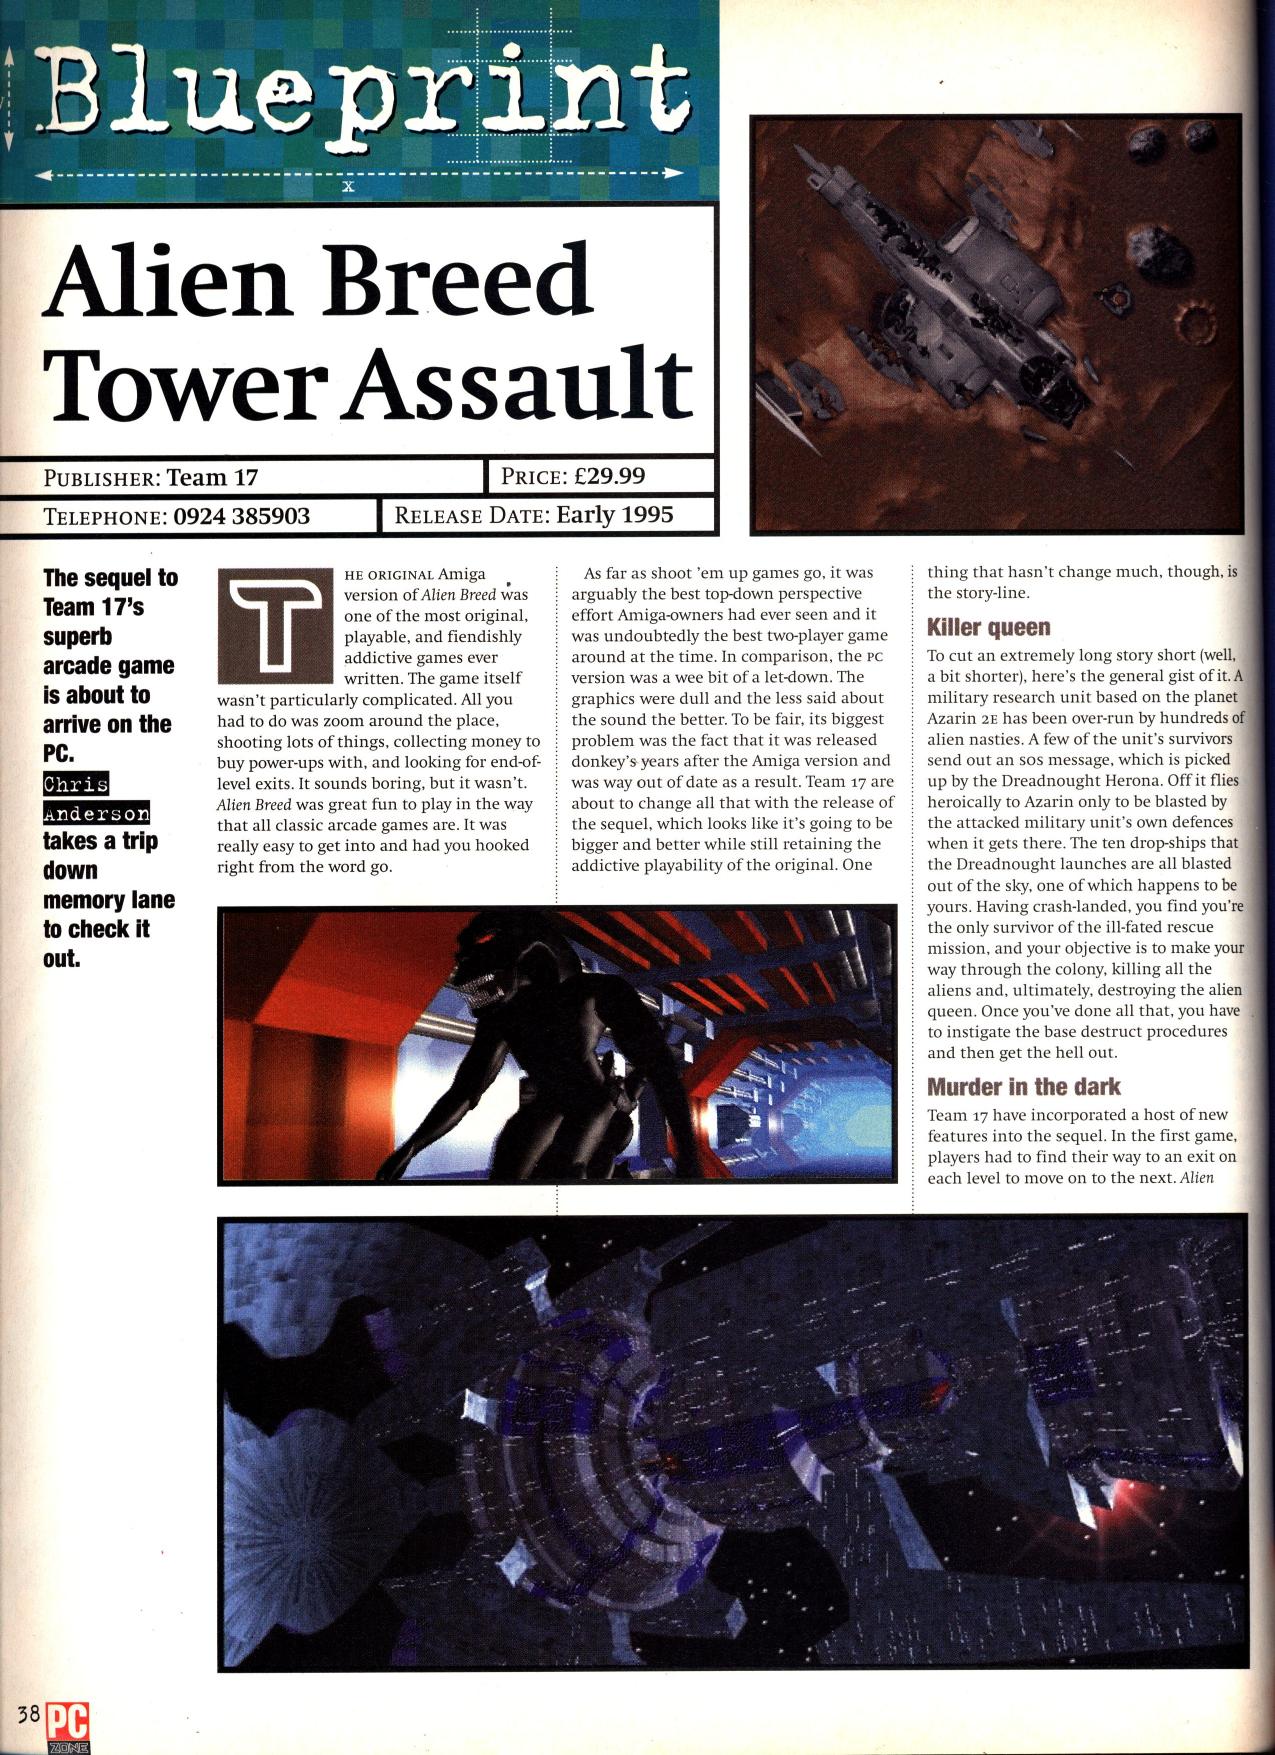 Blueprint
x
Alien Breed
Tower Assault
PUBLISHER: Team 17
PRICE: £29.99
TELEPHONE: 0924 385903
RELEASE DATE: Early 1995
The sequel to
Team 17's
superb
arcade game
is about to
arrive on the
PC.
Chris
Anderson
takes a trip
down
memory lane
to check it
out.
THE ORIGINAL Amiga
version of Alien Breed was
one of the most original,
playable, and fiendishly
addictive games ever
written. The game itself
wasn't particularly complicated. All you
had to do was zoom around the place,
shooting lots of things, collecting money to
buy power-ups with, and looking for end-of-
level exits. It sounds boring, but it wasn't.
Alien Breed was great fun to play in the way
that all classic arcade games are. It was
really easy to get into and had you hooked
right from the word go.
As far as shoot 'em up games go, it was
arguably the best top-down perspective
effort Amiga-owners had ever seen and it
was undoubtedly the best two-player game
around at the time. In comparison, the PC
version was a wee bit of a let-down. The
graphics were dull and the less said about
the sound the better. To be fair, its biggest
problem was the fact that it was released
donkey's years after the Amiga version and
was way out of date as a result. Team 17 are
about to change all that with the release of
the sequel, which looks like it's going to be
bigger and better while still retaining the
addictive playability of the original. One
thing that hasn't change much, though, is
the story-line.
Killer queen
To cut an extremely long story short (well,
a bit shorter), here's the general gist of it. A
military research unit based on the planet
Azarin 2E has been over-run by hundreds of
alien nasties. A few of the unit's survivors
send out an SOS message, which is picked
up by the Dreadnought Herona. Off it flies
heroically to Azarin only to be blasted by
the attacked military unit's own defences
when it gets there. The ten drop-ships that
the Dreadnought launches are all blasted
out of the sky, one of which happens to be
yours. Having crash-landed, you find you're
the only survivor of the ill-fated rescue
mission, and your objective is to make your
way through the colony, killing all the
aliens and, ultimately, destroying the alien
queen. Once you've done all that, you have
to instigate the base destruct procedures
and then get the hell out.
Murder in the dark
Team 17 have incorporated a host of new
features into the sequel. In the first game,
players had to find their way to an exit on
each level to move on to the next. Alien
38 PC
ZONE